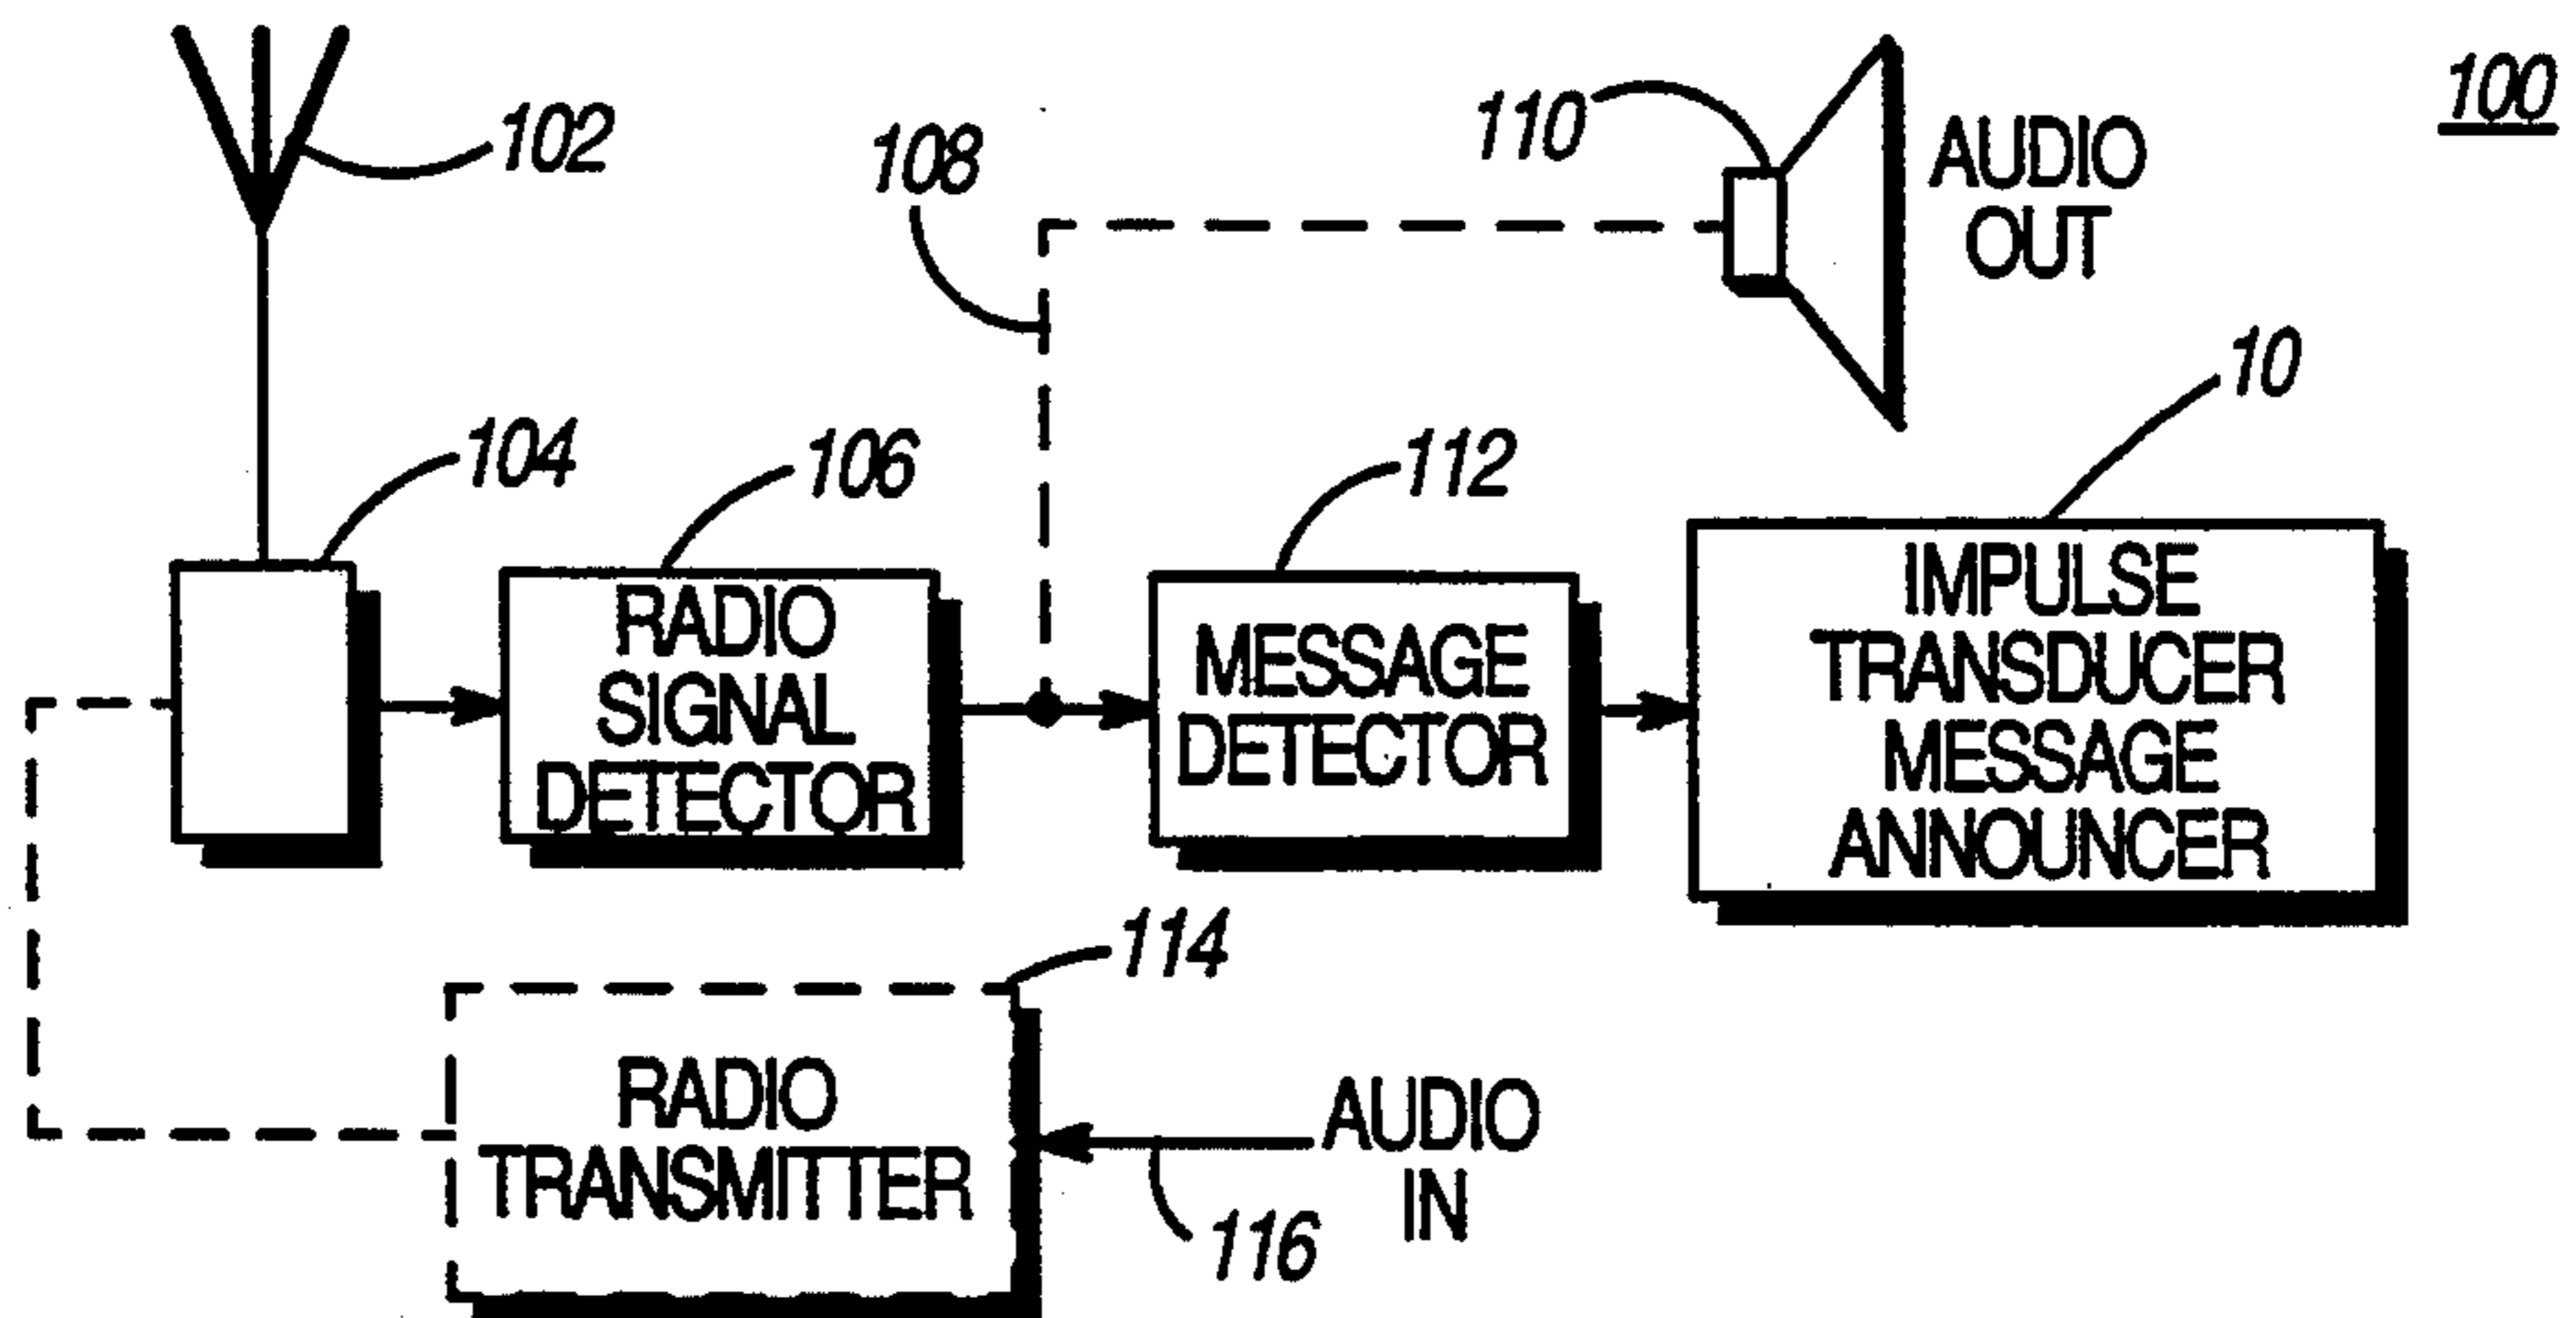 100
102
108
110
AUDIO
OUT
10
104
106
112
RADIO
SIGNAL
DETECTOR
MESSAGE
DETECTOR
IMPULSE
TRANSDUCER
MESSAGE
ANNOUNCER
114
RADIO
TRANSMITTER
AUDIO
IN
116